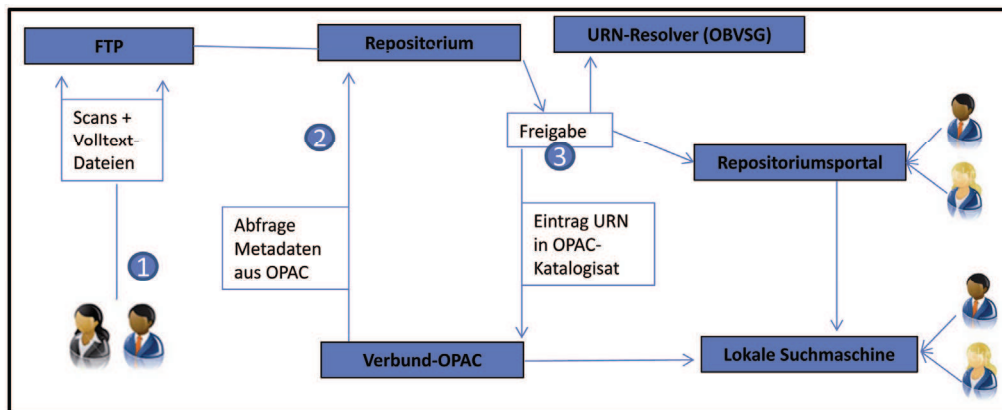 FTP
Repositorium
URN-Resolver (OBVSG)
Scans +
Volltext-
Dateien
2
Freigabe
3
Repositoriumsportal
Abfrage
Metadaten
aus OPAC
Eintrag URN
in OPAC-
Katalogisat
1
Verbund-OPAC
Lokale Suchmaschine